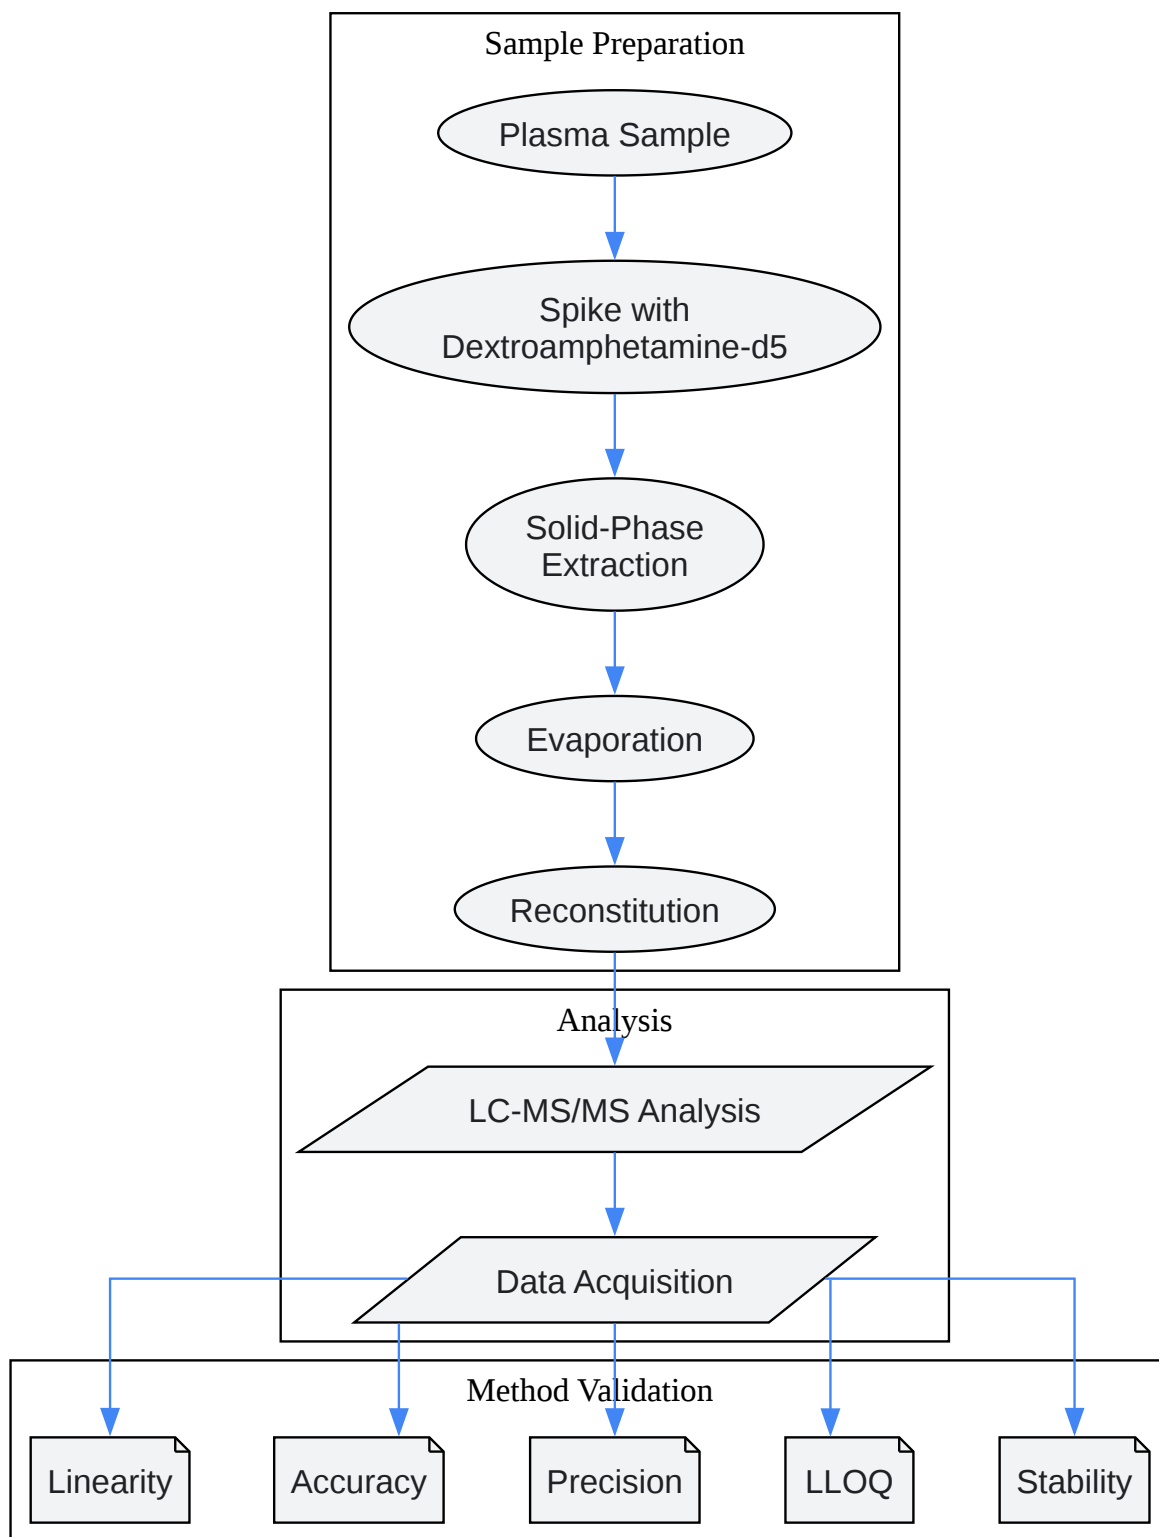 Sample Preparation
Plasma Sample
Spike with
Dextroamphetamine-d5
Solid-Phase
Extraction
Evaporation
Reconstitution
Analysis
LC-MS/MS Analysis
Data Acquisition
Method Validation
Linearity
Accuracy
Precision
LLOQ
Stability